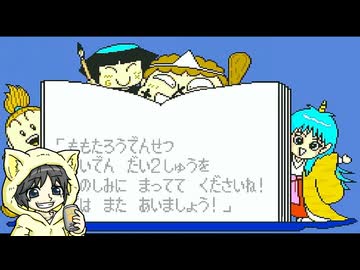 「ももたろうでんせつ
いでん だい2しゅうを
のしみに まってて くださいね!
は また あいましょう!」